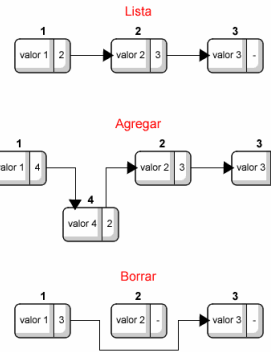 Lista
1 2 3
valor 1 2 valor 2 3 valor 3 -
Agregar
1 2 3
valor 1 4 valor 2 3 valor 3
4
valor 4 2
Borrar
1 2 3
valor 1 3 valor 2 - valor 3 -